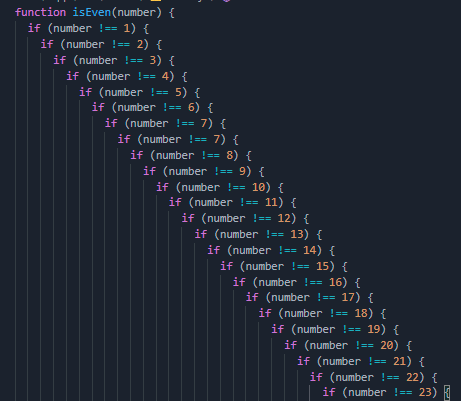 function isEven(number) {
if (number !== 1) {
if (number !== 2) {
if (number !== 3) {
if (number !== 4) {
if (number !== 5) {
if (number !== 6) {
if (number !== 7) {
if (number !== 7) {
if (number !== 8) {
if (number !== 9) {
if (number !== 10) {
if (number !== 11) {
if (number !== 12) {
if (number !== 13) {
if (number !== 14) {
if (number !== 15) {
if (number !== 16) {
if (number !== 17) {
if (number !== 18) {
if (number !== 19) {
if (number !== 20) {
if (number !== 21) {
if (number !== 22) {
if (number !== 23) {